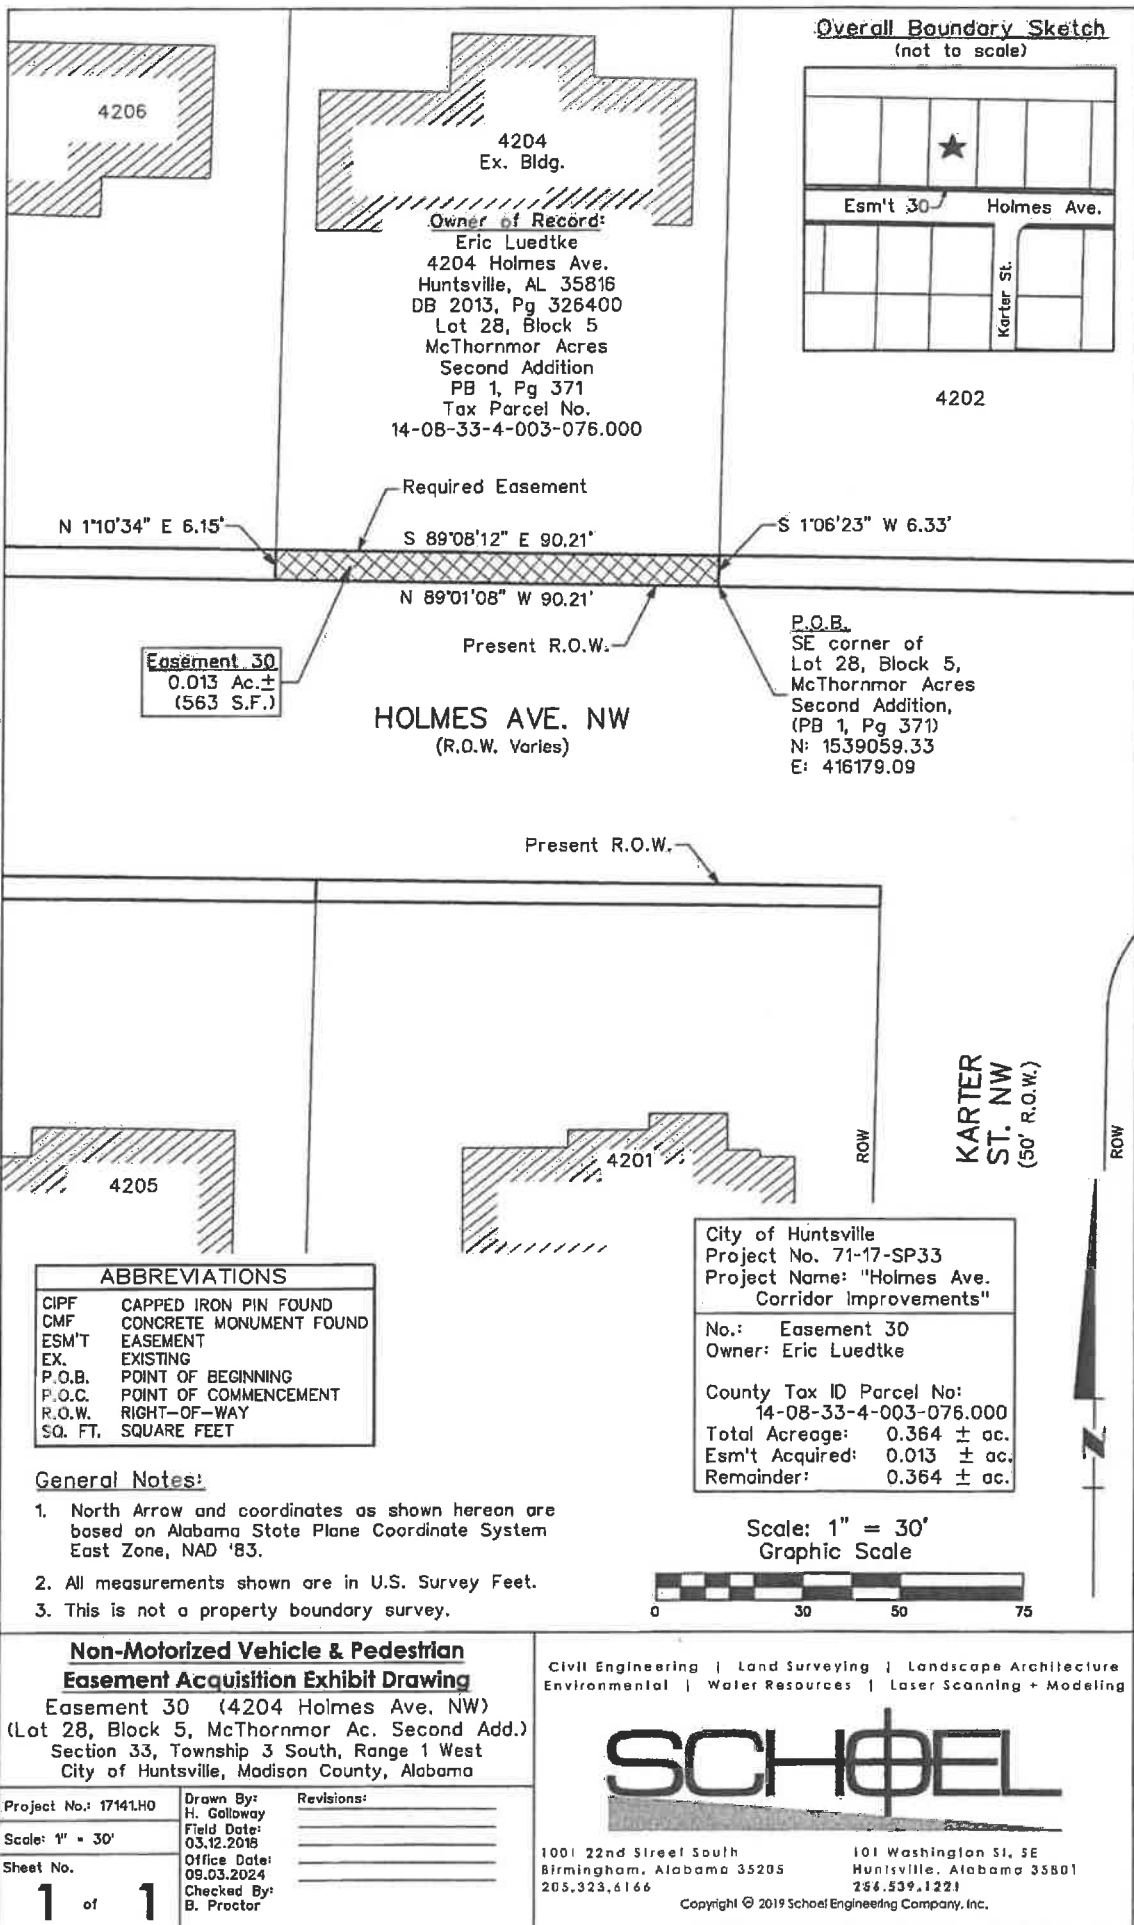 Overall Boundary Sketch
(not to scale)
Esm't 30
Holmes Ave.
Karter St.
4206
4204
Ex. Bldg.
Owner of Record:
Eric Luedtke
4204 Holmes Ave.
Huntsville, AL 35816
DB 2013, Pg 326400
Lot 28, Block 5
McThornmor Acres
Second Addition
PB 1, Pg 371
Tax Parcel No.
14-08-33-4-003-076.000
4202
Required Easement
N 1°10'34" E 6.15'
S 89°08'12" E 90.21'
S 1°06'23" W 6.33'
N 89°01'08" W 90.21'
Present R.O.W.
Easement 30
0.013 Ac.±
(563 S.F.)
P.O.B.
SE corner of
Lot 28, Block 5,
McThornmor Acres
Second Addition,
(PB 1, Pg 371)
N: 1539059.33
E: 416179.09
HOLMES AVE. NW
(R.O.W. Varies)
Present R.O.W.
4205
4201
ROW
KARTER
ST. NW
(50' R.O.W.)
ROW
N
ABBREVIATIONS
CIPF CAPPED IRON PIN FOUND
CMF CONCRETE MONUMENT FOUND
ESM'T EASEMENT
EX. EXISTING
P.O.B. POINT OF BEGINNING
P.O.C. POINT OF COMMENCEMENT
R.O.W. RIGHT-OF-WAY
SQ. FT. SQUARE FEET
City of Huntsville
Project No. 71-17-SP33
Project Name: "Holmes Ave.
Corridor Improvements"
No.: Easement 30
Owner: Eric Luedtke
County Tax ID Parcel No:
14-08-33-4-003-076.000
Total Acreage: 0.364 ± ac.
Esm't Acquired: 0.013 ± ac.
Remainder: 0.364 ± ac.
General Notes:
1. North Arrow and coordinates as shown hereon are
based on Alabama State Plane Coordinate System
East Zone, NAD '83.
2. All measurements shown are in U.S. Survey Feet.
3. This is not a property boundary survey.
Scale: 1" = 30'
Graphic Scale
0 30 50 75
Non-Motorized Vehicle & Pedestrian
Easement Acquisition Exhibit Drawing
Easement 30 (4204 Holmes Ave. NW)
(Lot 28, Block 5, McThornmor Ac. Second Add.)
Section 33, Township 3 South, Range 1 West
City of Huntsville, Madison County, Alabama
Project No.: 17141.H0
Scale: 1" = 30'
Sheet No.
1 of 1
Drawn By:
H. Galloway
Field Date:
03.12.2018
Office Date:
09.03.2024
Checked By:
B. Proctor
Revisions:
Civil Engineering | Land Surveying | Landscape Architecture
Environmental | Water Resources | Laser Scanning + Modeling
SCHOEL
1001 22nd Street South
Birmingham, Alabama 35205
205.323.6166
101 Washington St. SE
Huntsville, Alabama 35801
256.539.1221
Copyright © 2019 Schoel Engineering Company, Inc.